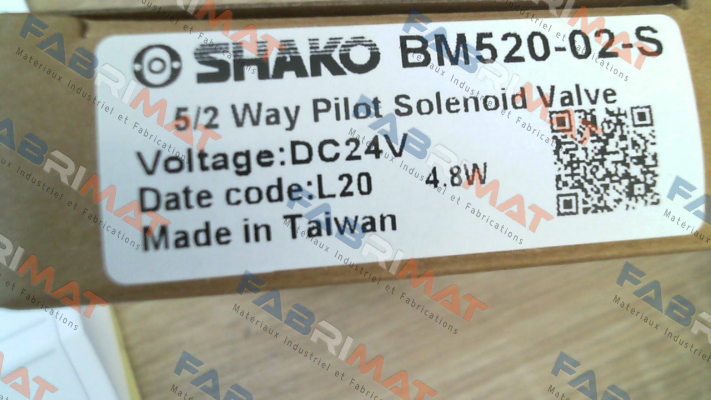 SHAKO BM520-02-S
5/2 Way Pilot Solenoid Valve
Voltage:DC24V
4.8W
Date code:L20
Made in Taiwan
FABRIMAT
Matériaux Industriel et Fabrications